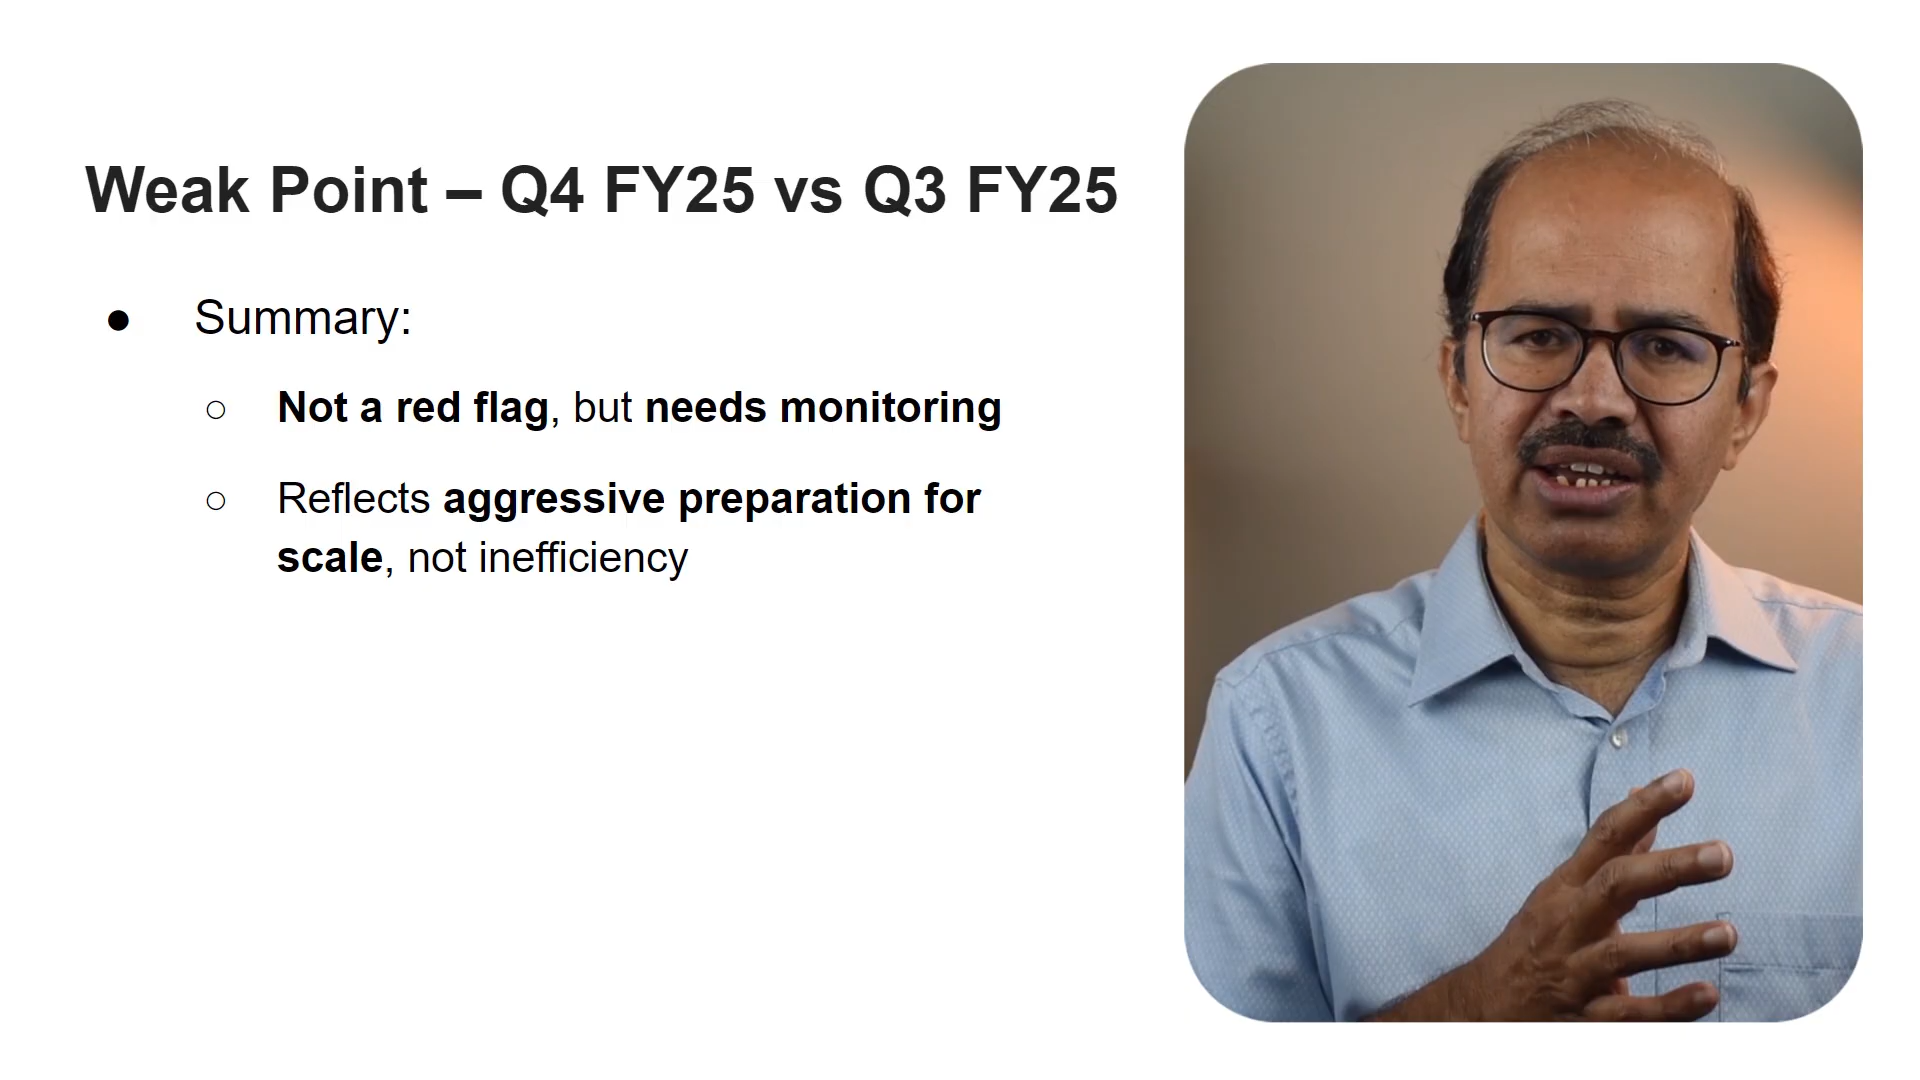 Weak Point – Q4 FY25 vs Q3 FY25
● Summary:
○ Not a red flag, but needs monitoring
○ Reflects aggressive preparation for
scale, not inefficiency